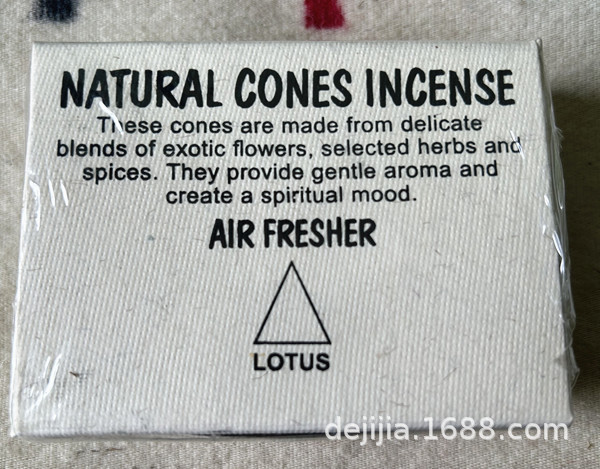 NATURAL CONES INCENSE
These cones are made from delicate
blends of exotic flowers, selected herbs and
spices. They provide gentle aroma and
create a spiritual mood.
AIR FRESHER
LOTUS
dejijia.1688.com